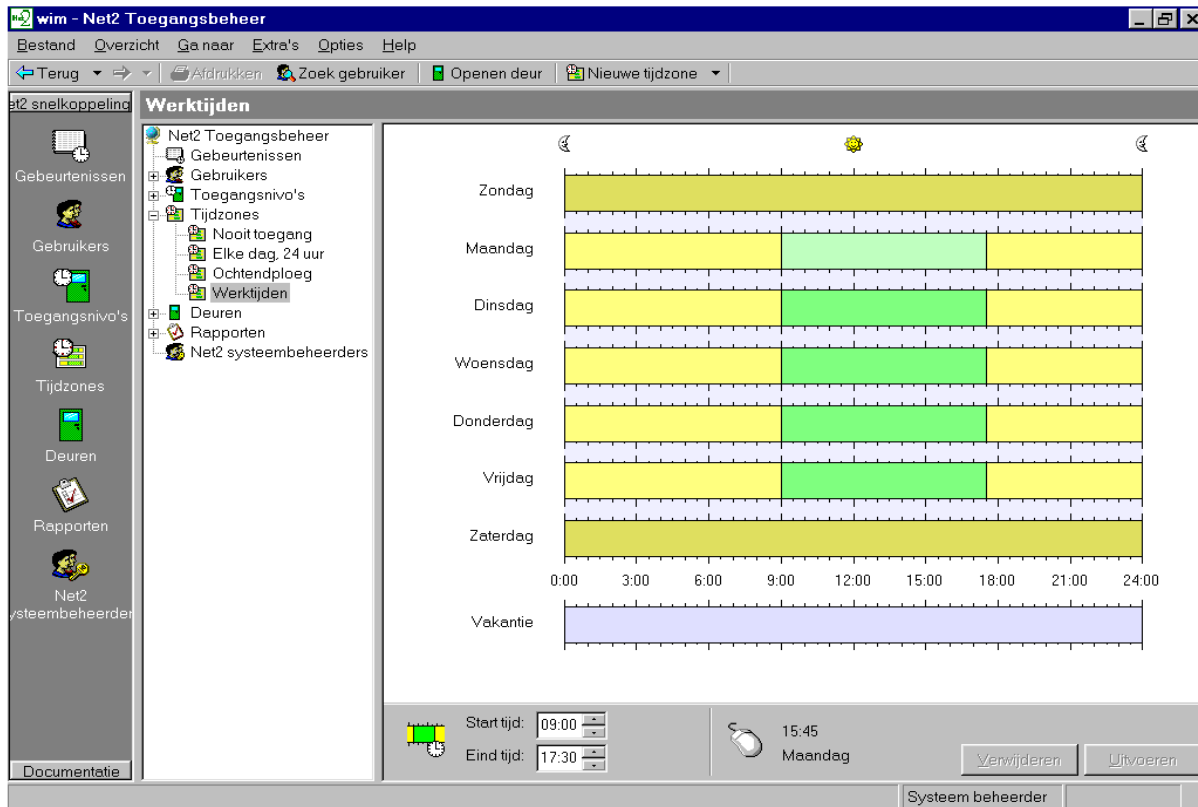 wim - Net2 Toegangsbeheer
Bestand Overzicht Ga naar Extra's Opties Help
Terug Afdrukken Zoek gebruiker Openen deur Nieuwe tijdzone
et2 snelkoppeling
Werktijden
Gebeurtenissen
Gebruikers
Toegangsnivo's
Tijdzones
Deuren
Rapporten
Net2
ysteembeheerder
Documentatie
Net2 Toegangsbeheer
Gebeurtenissen
Gebruikers
Toegangsnivo's
Tijdzones
Nooit toegang
Elke dag, 24 uur
Ochtendploeg
Werktijden
Deuren
Rapporten
Net2 systeembeheerders
Zondag
Maandag
Dinsdag
Woensdag
Donderdag
Vrijdag
Zaterdag
0:00 3:00 6:00 9:00 12:00 15:00 18:00 21:00 24:00
Vakantie
Start tijd: 09:00
Eind tijd: 17:30
15:45
Maandag
Verwijderen Uitvoeren
Systeem beheerder